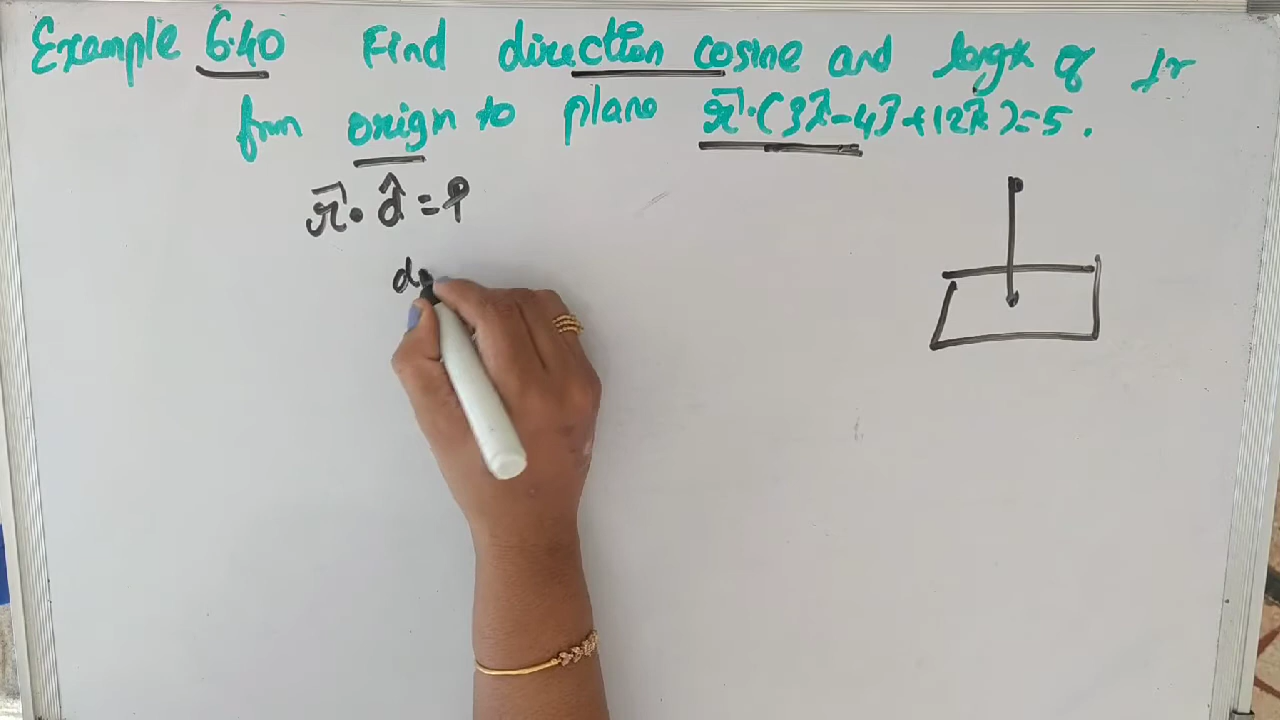 Example 6.40 Find direction cosine and length of ⊥r
from origin to plane r⃗·(3î-4ĵ+12k̂)=5.
r⃗·d̂=p